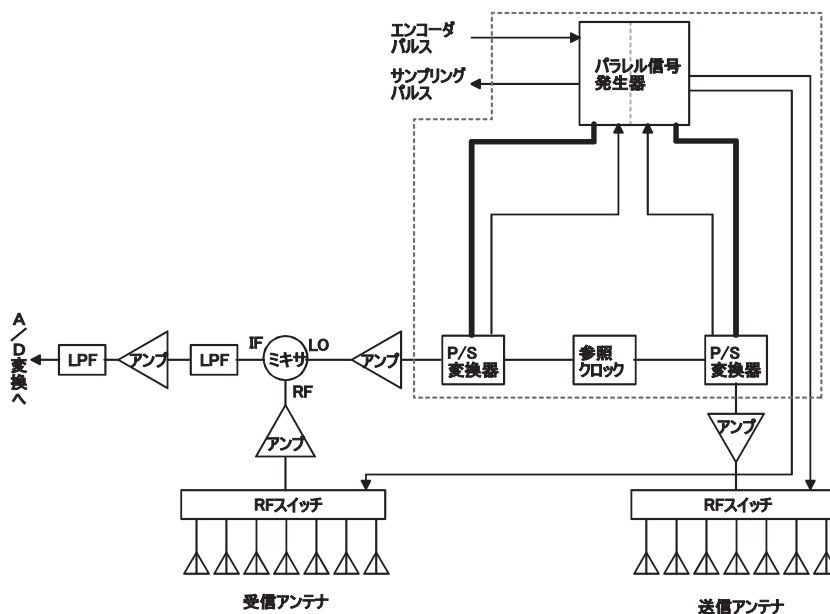 エンコーダ
パルス
サンプリング
パルス
パラレル信号
発生器
A
/
D
変
換
へ
LPF
アンプ
LPF
IF
ミキサ
LO
アンプ
P/S
変換器
参照
クロック
P/S
変換器
RF
アンプ
アンプ
RFスイッチ
RFスイッチ
受信アンテナ
送信アンテナ